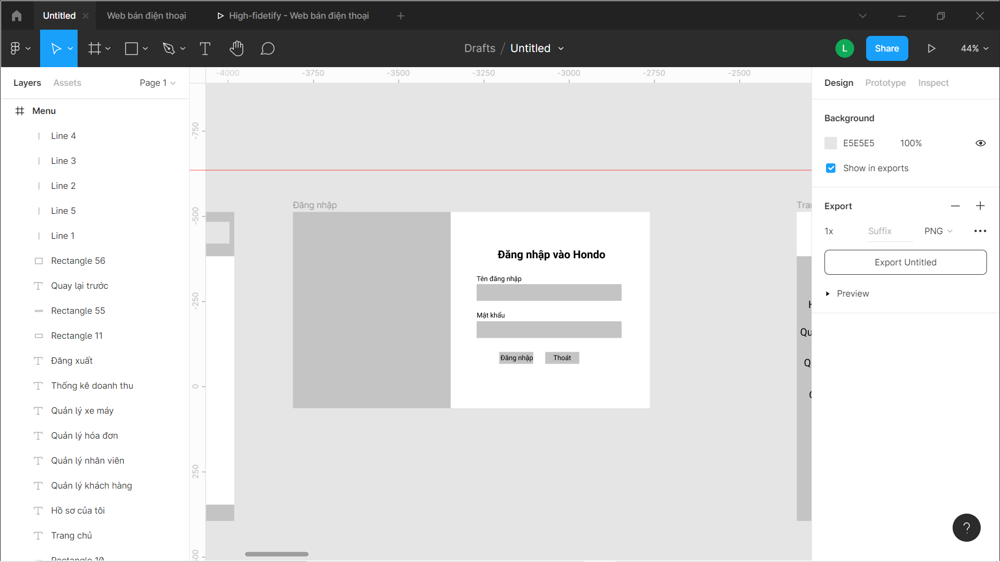 Untitled
Web bán điện thoại
High-fidetify - Web bán điện thoại
Drafts / Untitled
L
Share
44%
Layers
Assets
Page 1
Menu
Line 4
Line 3
Line 2
Line 5
Line 1
Rectangle 56
Quay lại trước
Rectangle 55
Rectangle 11
Đăng xuất
Thống kê doanh thu
Quản lý xe máy
Quản lý hóa đơn
Quản lý nhân viên
Quản lý khách hàng
Hồ sơ của tôi
Trang chủ
Rectangle 10
-4000
-3750
-3500
-3250
-3000
-2750
-2500
-750
-500
-250
0
250
Đăng nhập
Đăng nhập vào Hondo
Tên đăng nhập
Mật khẩu
Đăng nhập
Thoát
Qu
Q
Design
Prototype
Inspect
Background
E5E5E5
100%
Show in exports
Export
1x
Suffix
PNG
Export Untitled
Preview
?